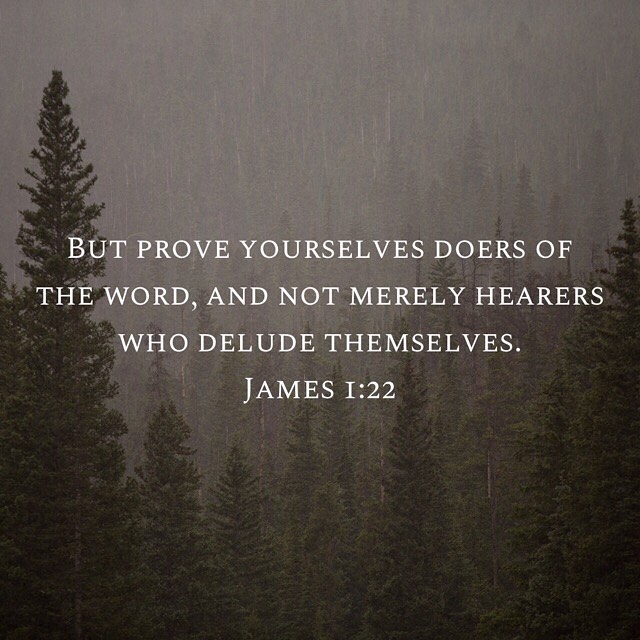 But prove yourselves doers of
the word, and not merely hearers
who delude themselves.
James 1:22